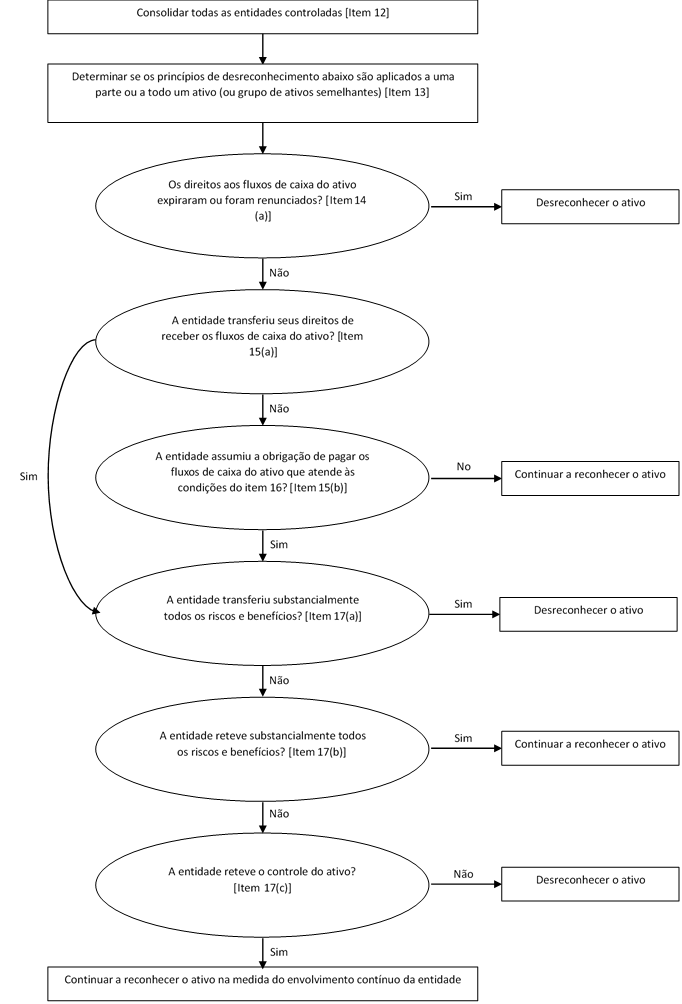 Consolidar todas as entidades controladas [Item 12]
Determinar se os princípios de desreconhecimento abaixo são aplicados a uma
parte ou a todo um ativo (ou grupo de ativos semelhantes) [Item 13]
Os direitos aos fluxos de caixa do ativo
expiraram ou foram renunciados? [Item 14
(a)]
Sim
Desreconhecer o ativo
Não
A entidade transferiu seus direitos de
receber os fluxos de caixa do ativo? [Item
15(a)]
Não
Sim
A entidade assumiu a obrigação de pagar os
fluxos de caixa do ativo que atende às
condições do item 16? [Item 15(b)]
No
Continuar a reconhecer o ativo
Sim
A entidade transferiu substancialmente
todos os riscos e benefícios? [Item 17(a)]
Sim
Desreconhecer o ativo
Não
A entidade reteve substancialmente todos
os riscos e benefícios? [Item 17(b)]
Sim
Continuar a reconhecer o ativo
Não
A entidade reteve o controle do ativo?
[Item 17(c)]
Não
Desreconhecer o ativo
Sim
Continuar a reconhecer o ativo na medida do envolvimento contínuo da entidade